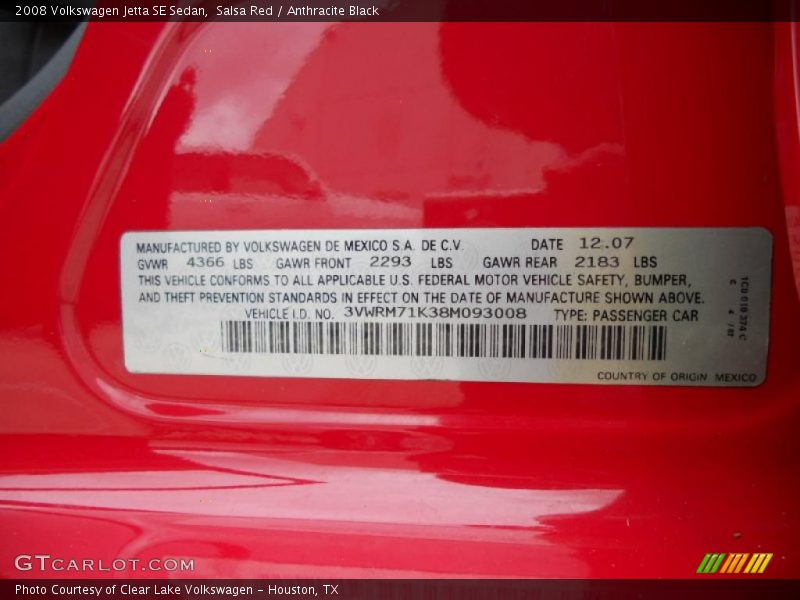 2008 Volkswagen Jetta SE Sedan, Salsa Red / Anthracite Black
MANUFACTURED BY VOLKSWAGEN DE MEXICO S.A. DE C.V. DATE 12.07
GVWR 4366 LBS GAWR FRONT 2293 LBS GAWR REAR 2183 LBS
THIS VEHICLE CONFORMS TO ALL APPLICABLE U.S. FEDERAL MOTOR VEHICLE SAFETY, BUMPER,
AND THEFT PREVENTION STANDARDS IN EFFECT ON THE DATE OF MANUFACTURE SHOWN ABOVE.
VEHICLE I.D. NO. 3VWRM71K38M093008 TYPE: PASSENGER CAR
COUNTRY OF ORIGIN MEXICO
1C0 010 374 C
GTCARLOT.COM
Photo Courtesy of Clear Lake Volkswagen - Houston, TX